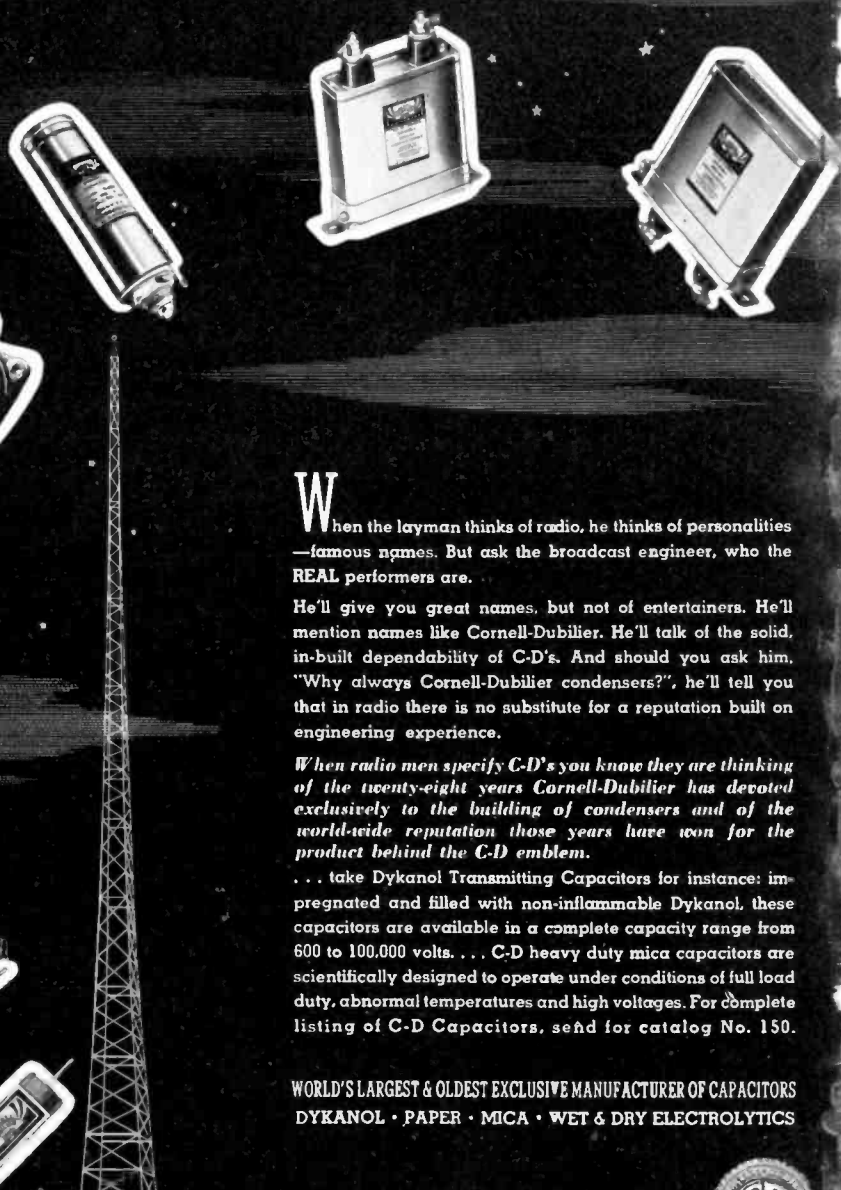 When the layman thinks of radio, he thinks of personalities
—famous names. But ask the broadcast engineer, who the
REAL performers are.
He'll give you great names, but not of entertainers. He'll
mention names like Cornell-Dubilier. He'll talk of the solid,
in-built dependability of C-D's. And should you ask him,
"Why always Cornell-Dubilier condensers?", he'll tell you
that in radio there is no substitute for a reputation built on
engineering experience.
When radio men specify C-D's you know they are thinking
of the twenty-eight years Cornell-Dubilier has devoted
exclusively to the building of condensers and of the
world-wide reputation those years have won for the
product behind the C-D emblem.
. . . take Dykanol Transmitting Capacitors for instance: im-
pregnated and filled with non-inflammable Dykanol, these
capacitors are available in a complete capacity range from
600 to 100,000 volts. . . . C-D heavy duty mica capacitors are
scientifically designed to operate under conditions of full load
duty, abnormal temperatures and high voltages. For complete
listing of C-D Capacitors, send for catalog No. 150.
WORLD'S LARGEST & OLDEST EXCLUSIVE MANUFACTURER OF CAPACITORS
DYKANOL • PAPER • MICA • WET & DRY ELECTROLYTICS